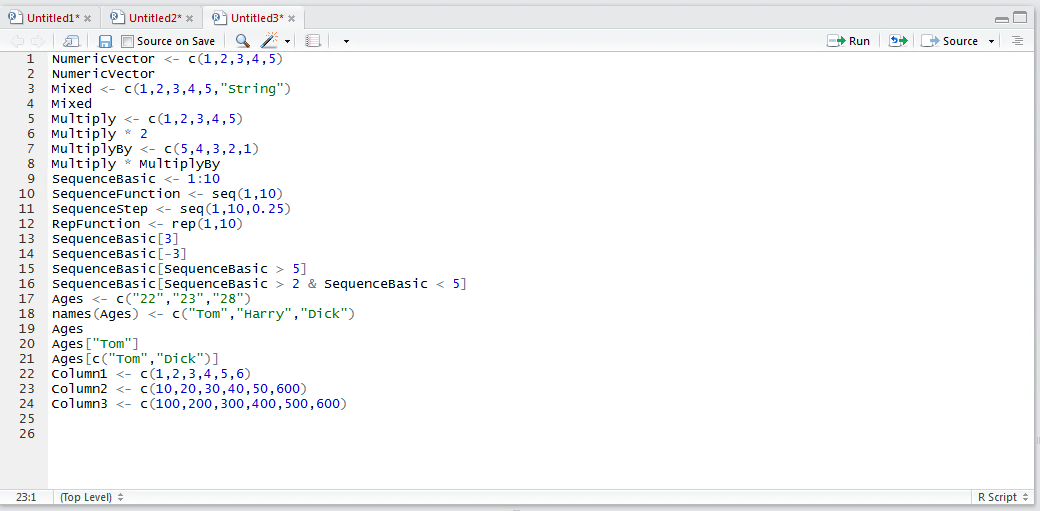 Untitled1* Untitled2* Untitled3*
Source on Save Run Source
1 NumericVector <- c(1,2,3,4,5)
2 NumericVector
3 Mixed <- c(1,2,3,4,5,"String")
4 Mixed
5 Multiply <- c(1,2,3,4,5)
6 Multiply * 2
7 MultiplyBy <- c(5,4,3,2,1)
8 Multiply * MultiplyBy
9 SequenceBasic <- 1:10
10 SequenceFunction <- seq(1,10)
11 SequenceStep <- seq(1,10,0.25)
12 RepFunction <- rep(1,10)
13 SequenceBasic[3]
14 SequenceBasic[-3]
15 SequenceBasic[SequenceBasic > 5]
16 SequenceBasic[SequenceBasic > 2 & SequenceBasic < 5]
17 Ages <- c("22","23","28")
18 names(Ages) <- c("Tom","Harry","Dick")
19 Ages
20 Ages["Tom"]
21 Ages[c("Tom","Dick")]
22 Column1 <- c(1,2,3,4,5,6)
23 Column2 <- c(10,20,30,40,50,600)
24 Column3 <- c(100,200,300,400,500,600)
25
26
23:1 (Top Level) R Script